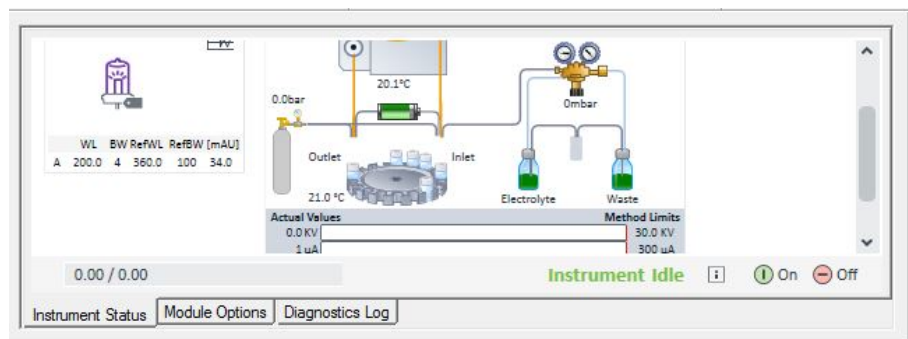 20.1°C
0.0bar
0mbar
WL BW RefWL RefBW [mAU]
A 200.0 4 360.0 100 34.0
Outlet
Inlet
21.0 °C
Electrolyte
Waste
Actual Values
Method Limits
0.0 KV
30.0 KV
1 uA
300 uA
0.00 / 0.00
Instrument Idle
i
On
Off
Instrument Status
Module Options
Diagnostics Log